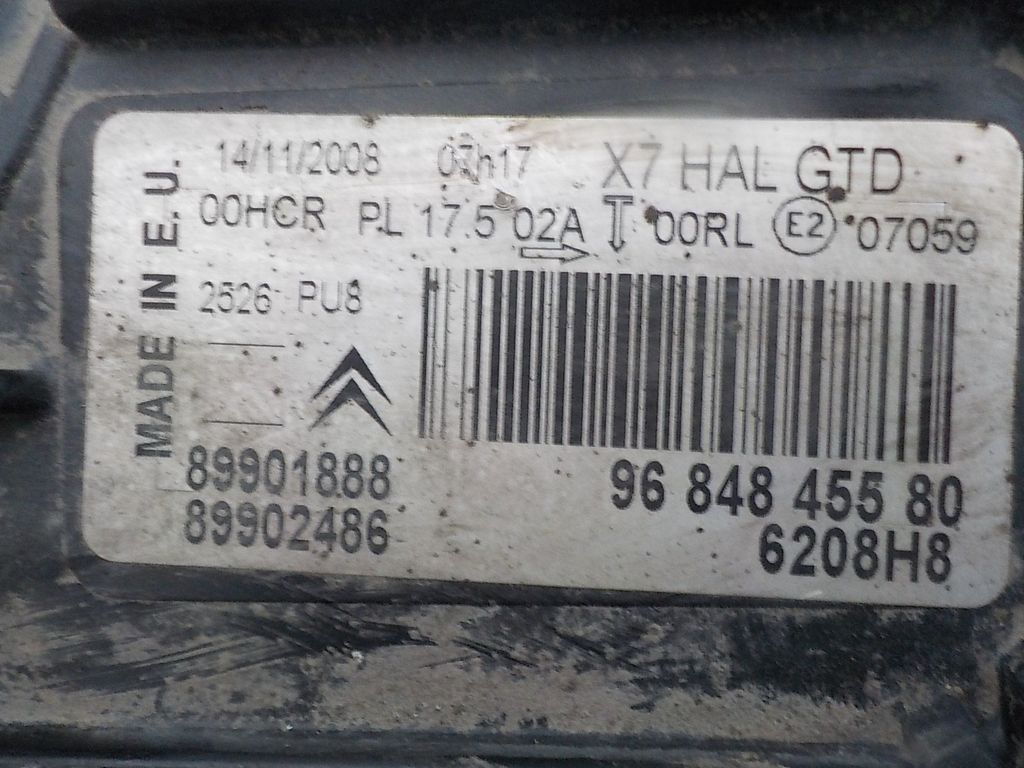 14/11/2008 07h17 X7 HAL GTD
00HCR PL 17.5 02A 00RL E2 07059
2526 PU8
MADE IN E.U.
89901888
89902486
96 848 455 80
6208H8